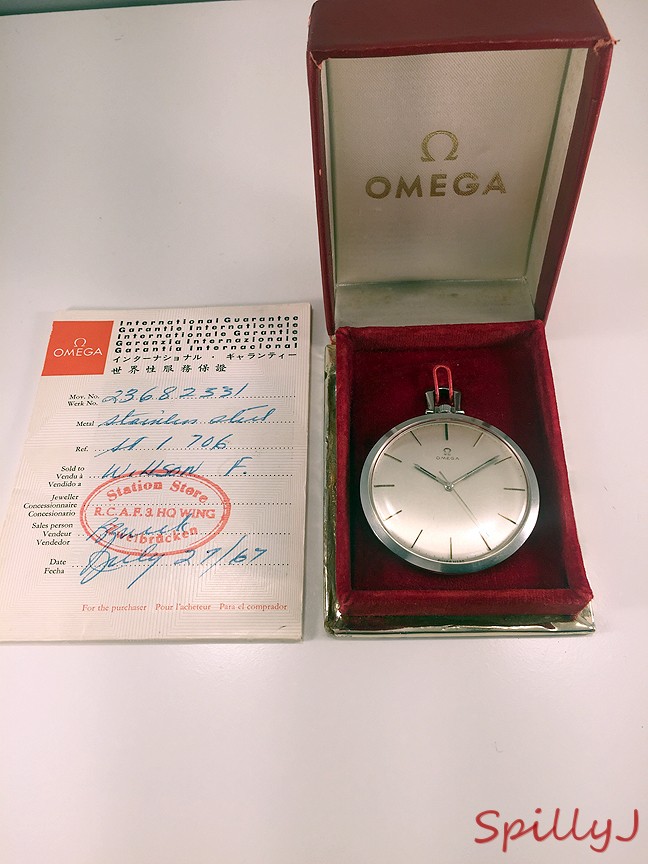 Ω
OMEGA
Ω
OMEGA
Ω
OMEGA
International Guarantee
Garantie Internationale
Internationale Garantie
Garanzia Internazionale
Garantia Internacional
インターナショナル・ギャランティー
世界性服務保證
Mov. No.
Werk No.
23682531
Metal stainless steel
Ref. st 1 706
Sold to
Vendu à
Vendido a
Willson F.
Jeweller
Concessionnaire
Concesionario
Station Store
R.C.A.F. 3. HQ WING
Zweibrücken
Sales person
Vendeur
Vendedor
Date
Fecha
July 27/67
For the purchaser Pour l'acheteur Para el comprador
SpillyJ